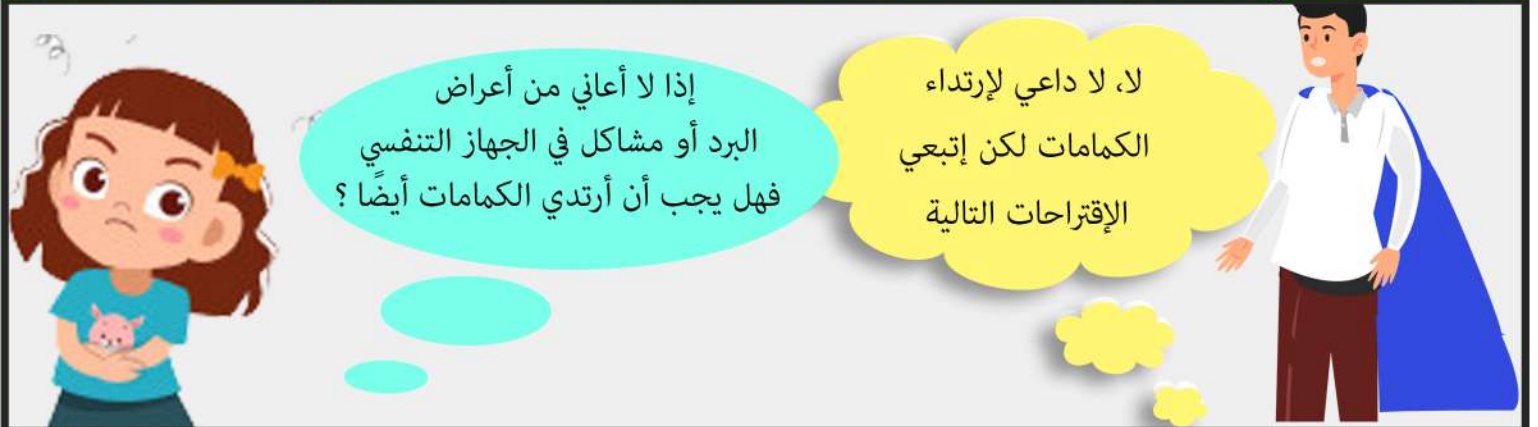 إذا لا أعاني من أعراض
البرد أو مشاكل في الجهاز التنفسي
فهل يجب أن أرتدي الكمامات أيضًا ؟
لا، لا داعي لإرتداء
الكمامات لكن إتبعي
الإقتراحات التالية